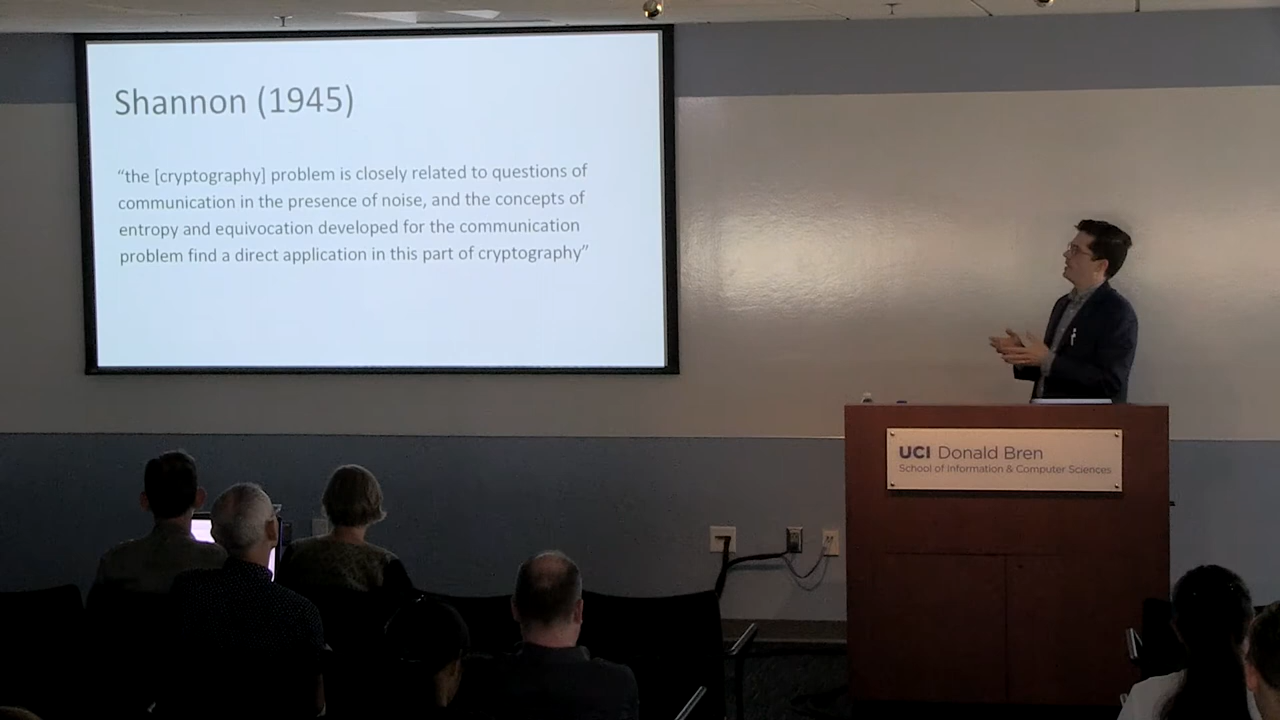 Shannon (1945)
“the [cryptography] problem is closely related to questions of
communication in the presence of noise, and the concepts of
entropy and equivocation developed for the communication
problem find a direct application in this part of cryptography”
UCI Donald Bren
School of Information & Computer Sciences